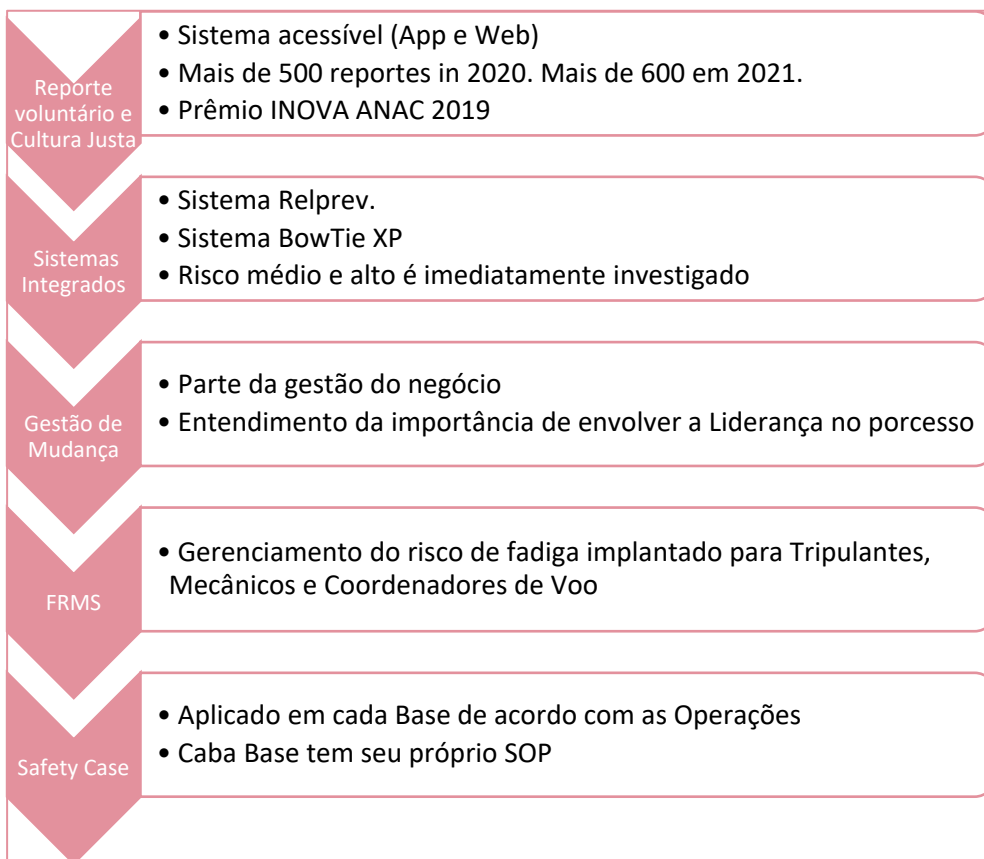 Reporte
voluntário e
Cultura Justa
• Sistema acessível (App e Web)
• Mais de 500 reportes in 2020. Mais de 600 em 2021.
• Prêmio INOVA ANAC 2019
Sistemas
Integrados
• Sistema Relprev.
• Sistema BowTie XP
• Risco médio e alto é imediatamente investigado
Gestão de
Mudança
• Parte da gestão do negócio
• Entendimento da importância de envolver a Liderança no porcesso
FRMS
• Gerenciamento do risco de fadiga implantado para Tripulantes,
Mecânicos e Coordenadores de Voo
Safety Case
• Aplicado em cada Base de acordo com as Operações
• Caba Base tem seu próprio SOP